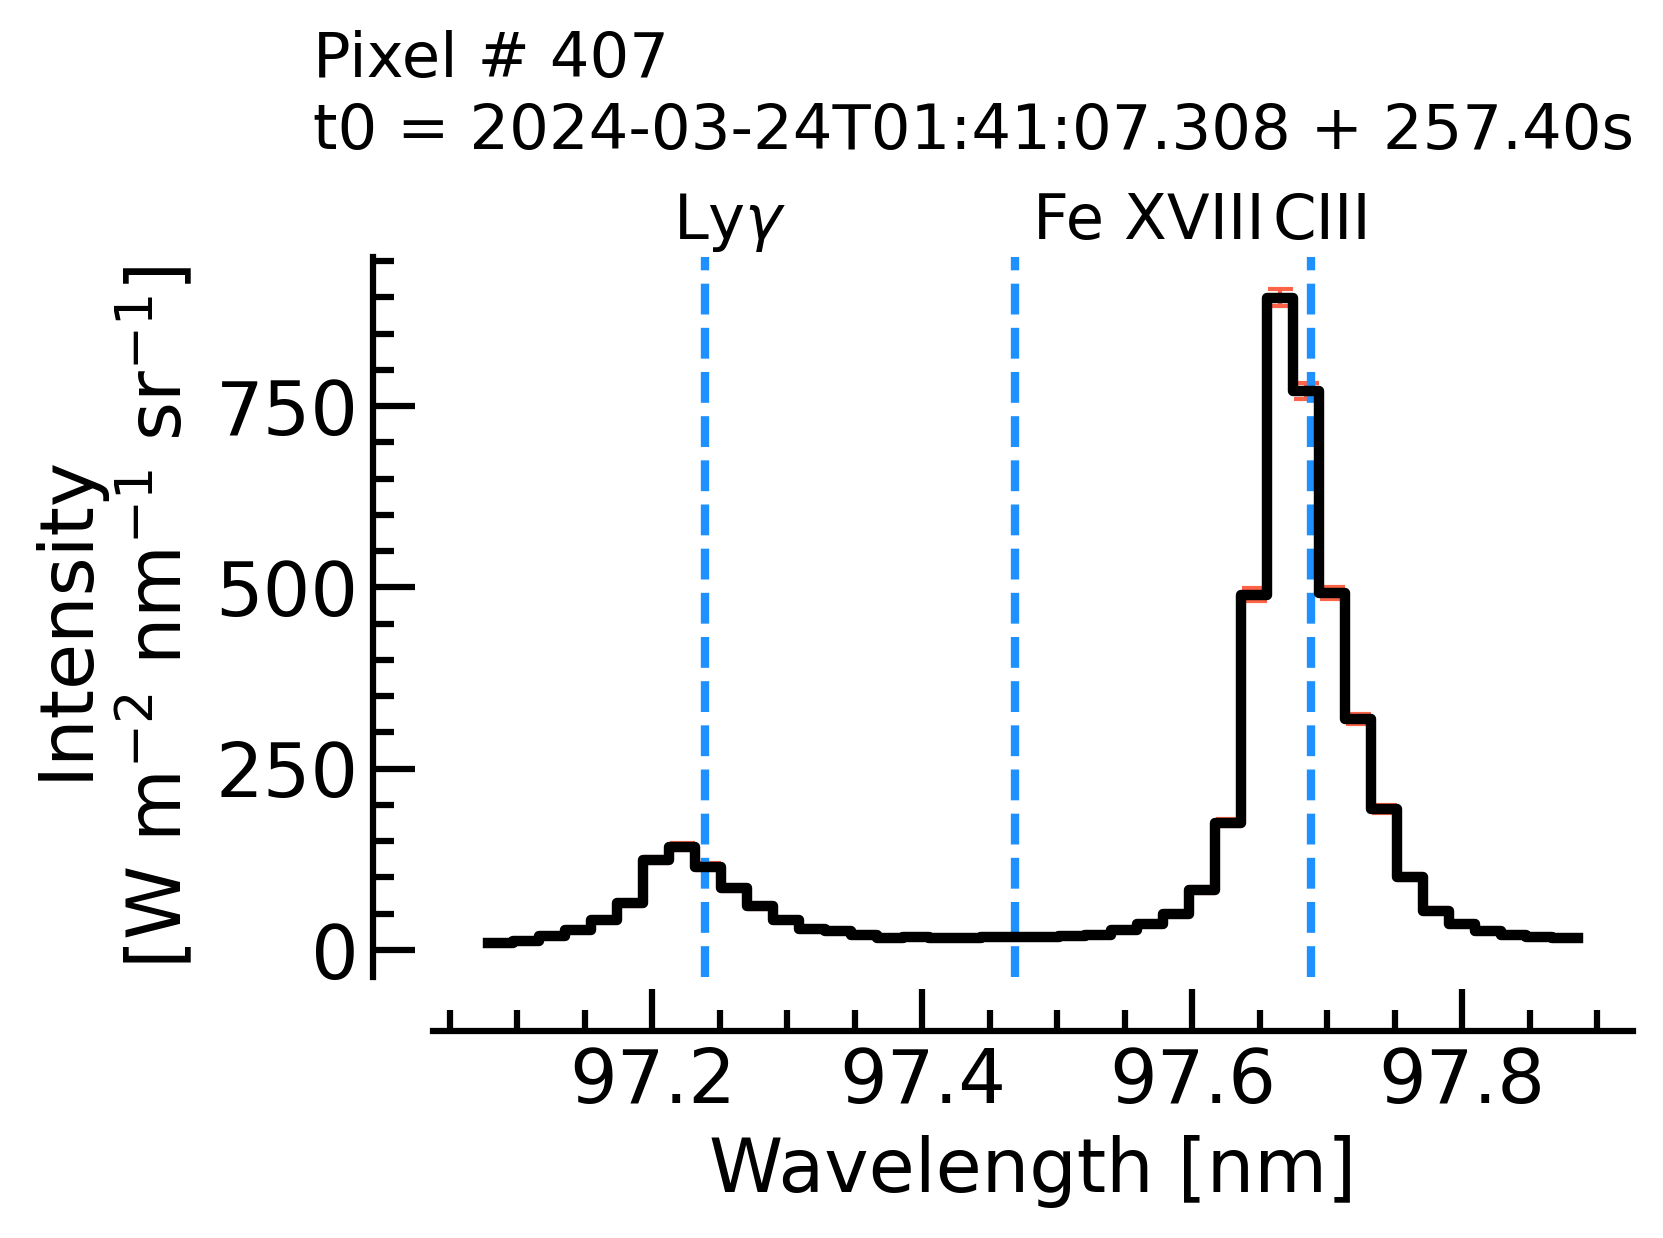 Pixel # 407
t0 = 2024-03-24T01:41:07.308 + 257.40s
Lyγ Fe XVIII CIII
Intensity
[W m⁻² nm⁻¹ sr⁻¹]
750
500
250
0
97.2 97.4 97.6 97.8
Wavelength [nm]